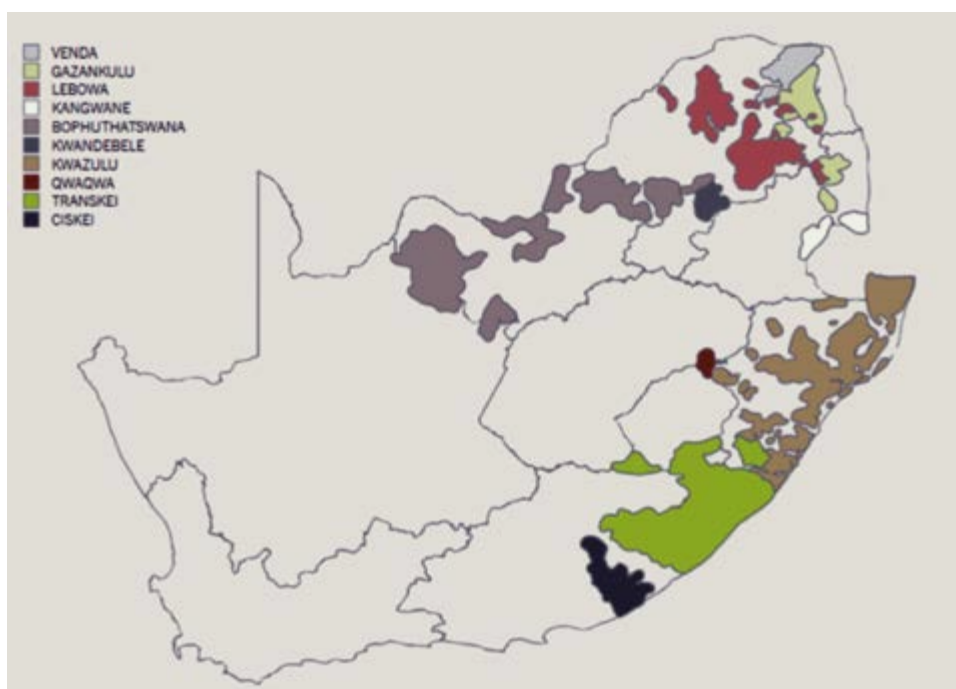 VENDA
GAZANKULU
LEBOWA
KANGWANE
BOPHUTHATSWANA
KWANDEBELE
KWAZULU
QWAQWA
TRANSKEI
CISKEI